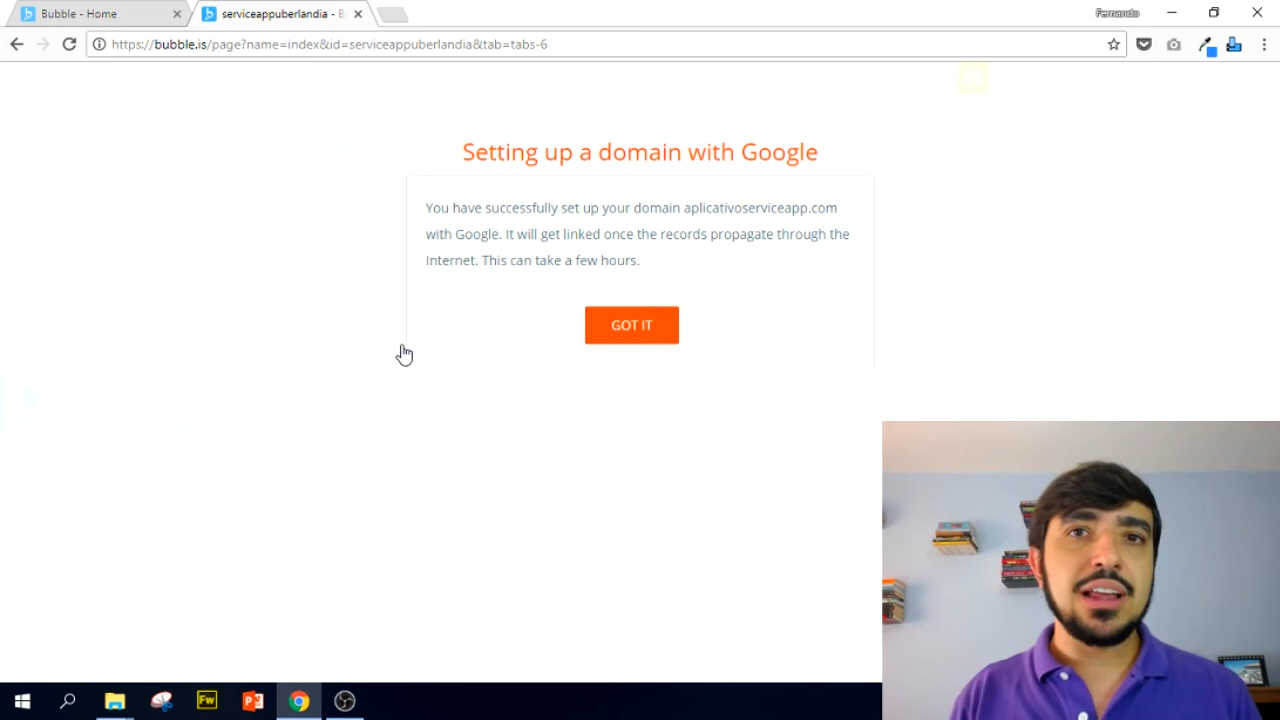 Bubble - Home
serviceappuberlandia - B
Fernando
https://bubble.is/page?name=index&id=serviceappuberlandia&tab=tabs-6
Setting up a domain with Google
You have successfully set up your domain aplicativoserviceapp.com
with Google. It will get linked once the records propagate through the
Internet. This can take a few hours.
GOT IT
Fw
P